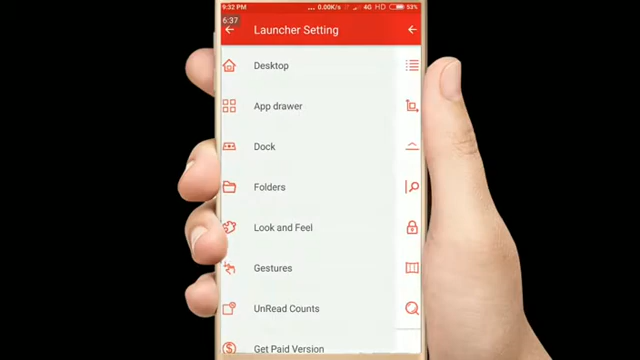 9:32 PM ... 0.00K/s 4G HD 53%
6:37
Launcher Setting
Desktop
App drawer
Dock
Folders
Look and Feel
Gestures
UnRead Counts
Get Paid Version